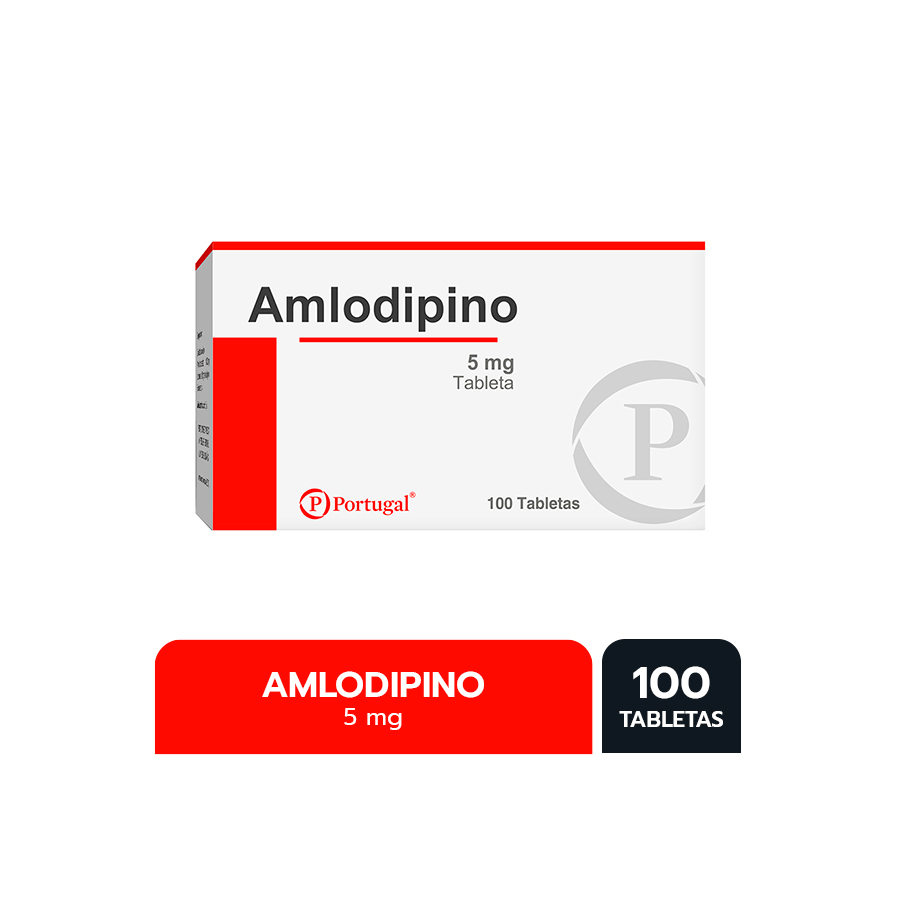 Amlodipino
5 mg
Tableta
P Portugal®
100 Tabletas
P
AMLODIPINO
5 mg
100
TABLETAS